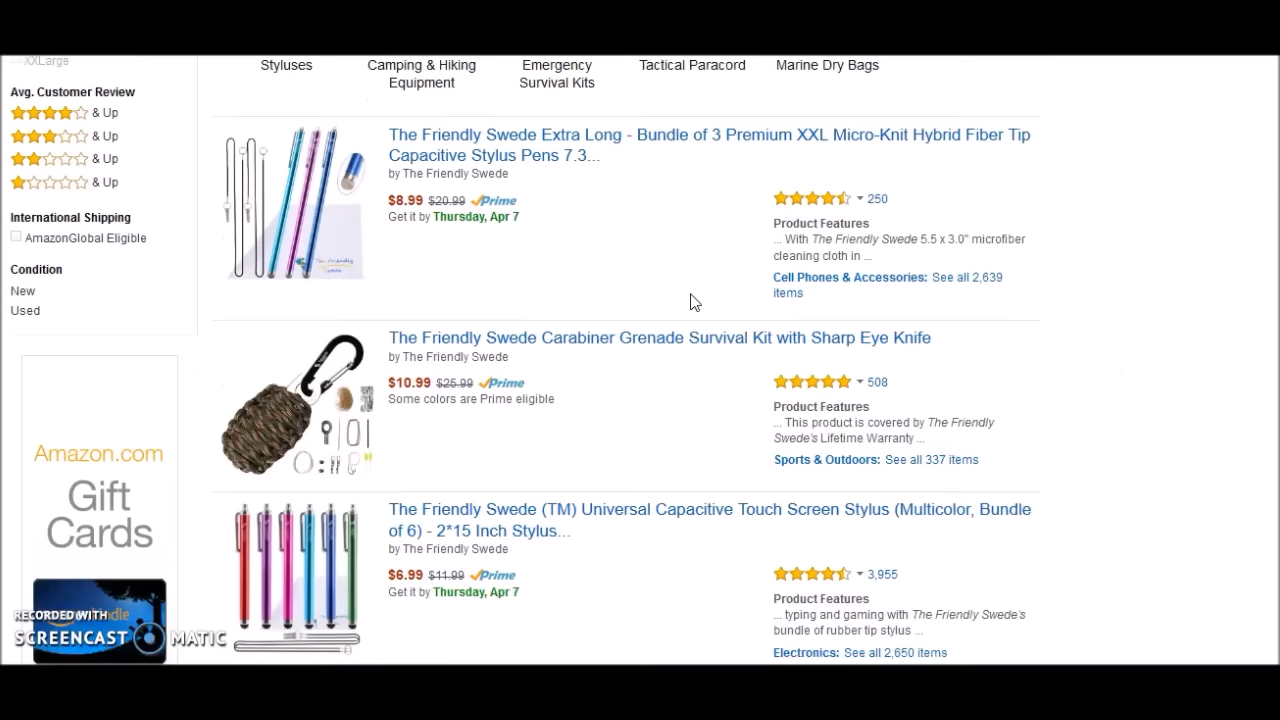 XXLarge
Avg. Customer Review
& Up
& Up
& Up
& Up
International Shipping
AmazonGlobal Eligible
Condition
New
Used
Amazon.com
Gift
Cards
Styluses
Camping & Hiking
Equipment
Emergency
Survival Kits
Tactical Paracord
Marine Dry Bags
The Friendly Swede Extra Long - Bundle of 3 Premium XXL Micro-Knit Hybrid Fiber Tip
Capacitive Stylus Pens 7.3...
by The Friendly Swede
$8.99 $20.99 Prime
Get it by Thursday, Apr 7
250
Product Features
... With The Friendly Swede 5.5 x 3.0" microfiber
cleaning cloth in ...
Cell Phones & Accessories: See all 2,639
items
The Friendly Swede Carabiner Grenade Survival Kit with Sharp Eye Knife
by The Friendly Swede
$10.99 $25.99 Prime
Some colors are Prime eligible
508
Product Features
... This product is covered by The Friendly
Swede's Lifetime Warranty ...
Sports & Outdoors: See all 337 items
The Friendly Swede (TM) Universal Capacitive Touch Screen Stylus (Multicolor, Bundle
of 6) - 2*15 Inch Stylus...
by The Friendly Swede
$6.99 $11.99 Prime
Get it by Thursday, Apr 7
3,955
Product Features
... typing and gaming with The Friendly Swede's
bundle of rubber tip stylus ...
Electronics: See all 2,650 items
RECORDED WITH
SCREENCAST MATIC